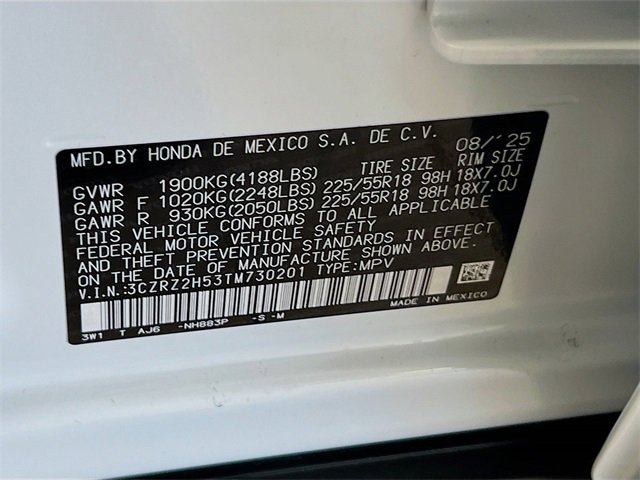 MFD.BY HONDA DE MEXICO S.A. DE C.V. 08/'25
TIRE SIZE RIM SIZE
GVWR 1900KG(4188LBS)
GAWR F 1020KG(2248LBS) 225/55R18 98H 18X7.0J
GAWR R 930KG(2050LBS) 225/55R18 98H 18X7.0J
THIS VEHICLE CONFORMS TO ALL APPLICABLE
FEDERAL MOTOR VEHICLE SAFETY
AND THEFT PREVENTION STANDARDS IN EFFECT
ON THE DATE OF MANUFACTURE SHOWN ABOVE.
V.I.N.:3CZRZ2H53TM730201 TYPE:MPV
MADE IN MEXICO
3W1 T AJ6 -NH883P -S -M